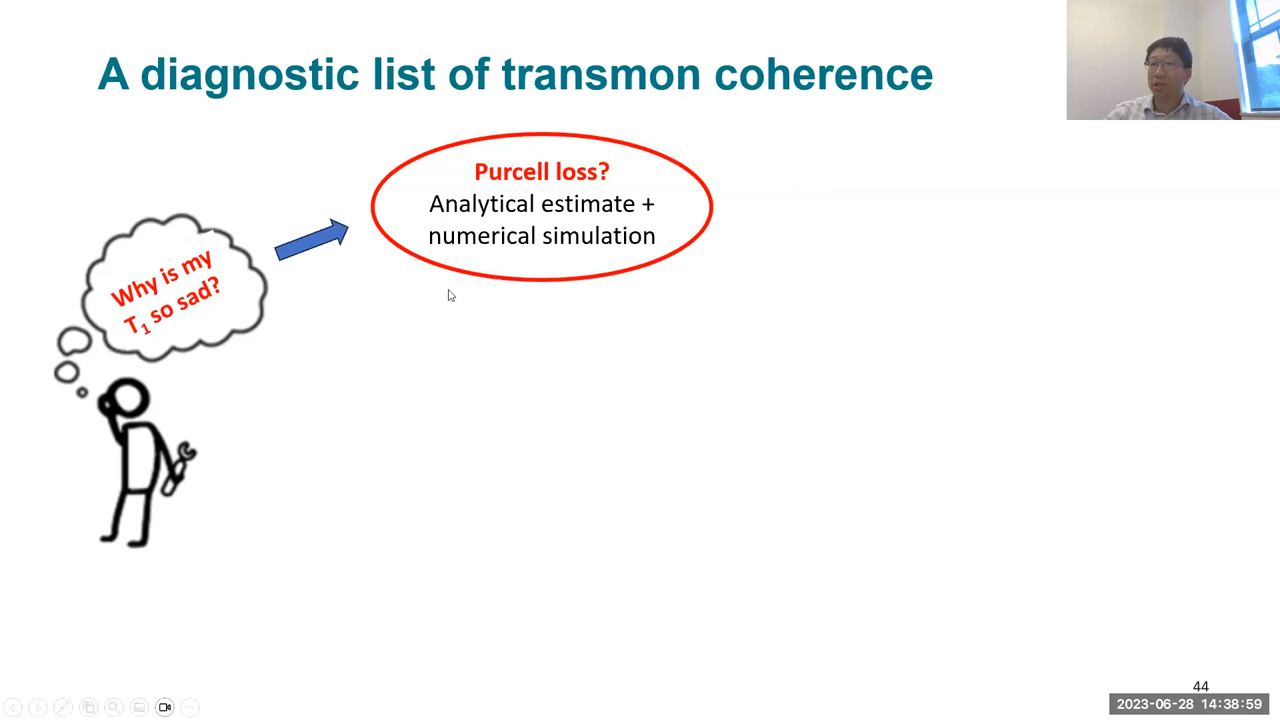 A diagnostic list of transmon coherence
Purcell loss?
Analytical estimate +
numerical simulation
Why is my
T₁ so sad?
44
2023-06-28 14:38:59